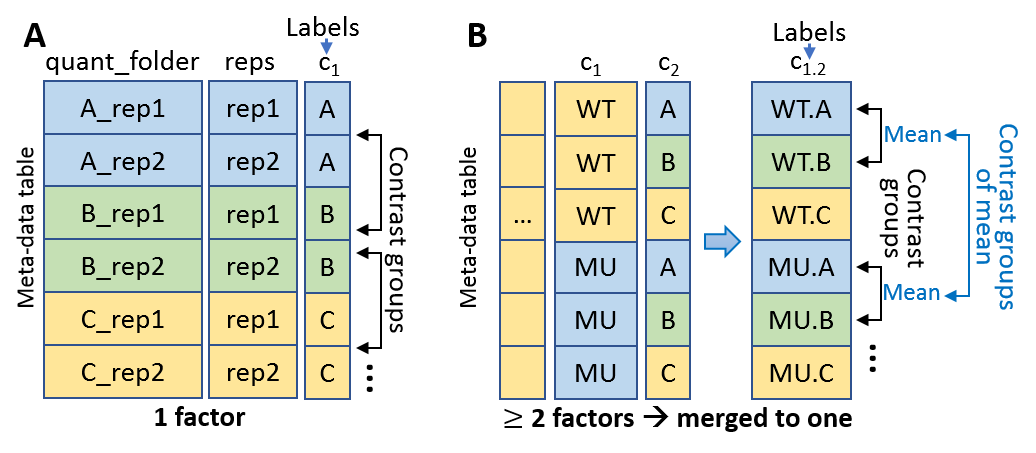 A
Labels
quant_folder reps c1
Meta-data table
A_rep1 rep1 A
A_rep2 rep2 A
B_rep1 rep1 B
B_rep2 rep2 B
C_rep1 rep1 C
C_rep2 rep2 C
Contrast groups
...
1 factor
B
Labels
c1 c2 c1.2
Meta-data table
WT A WT.A
WT B WT.B
... WT C WT.C
MU A MU.A
MU B MU.B
MU C MU.C
Mean
Mean
Contrast
groups
Contrast groups
of mean
...
≥ 2 factors → merged to one